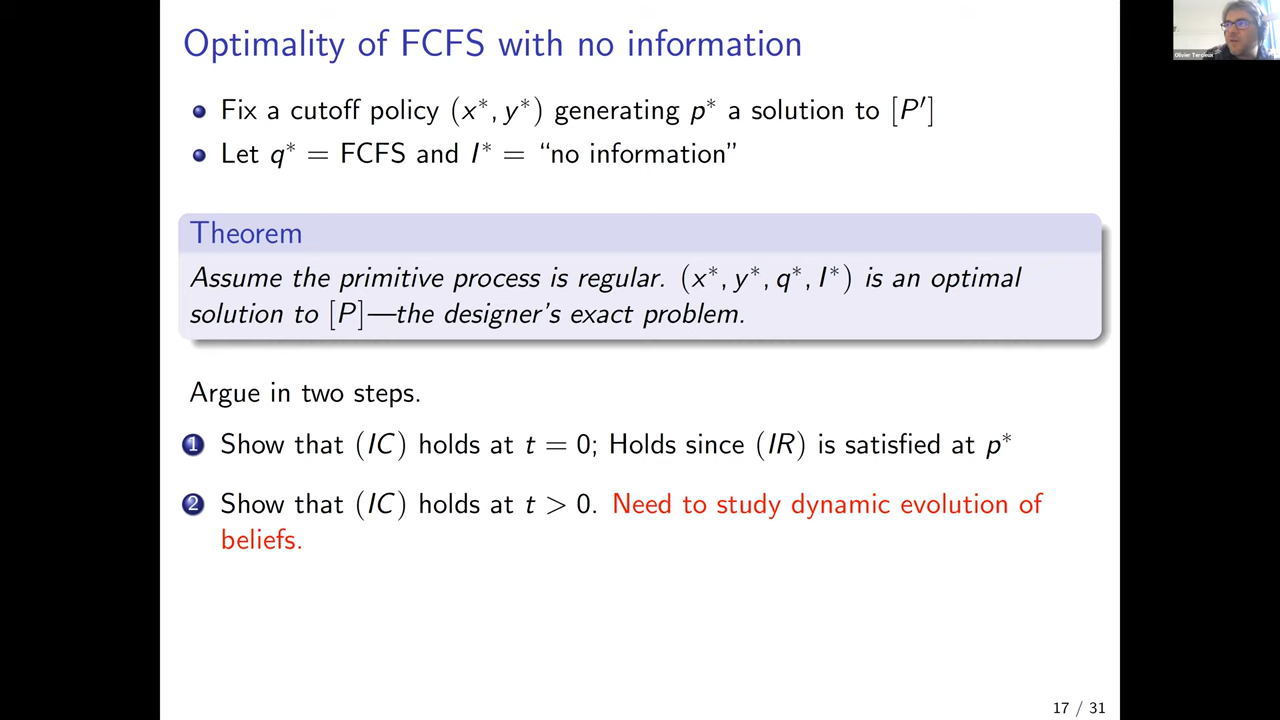 Optimality of FCFS with no information
Fix a cutoff policy (x*, y*) generating p* a solution to [P′]
Let q* = FCFS and I* = “no information”
Theorem
Assume the primitive process is regular. (x*, y*, q*, I*) is an optimal
solution to [P]—the designer’s exact problem.
Argue in two steps.
1 Show that (IC) holds at t = 0; Holds since (IR) is satisfied at p*
2 Show that (IC) holds at t > 0. Need to study dynamic evolution of
beliefs.
17 / 31
Olivier Tercieux